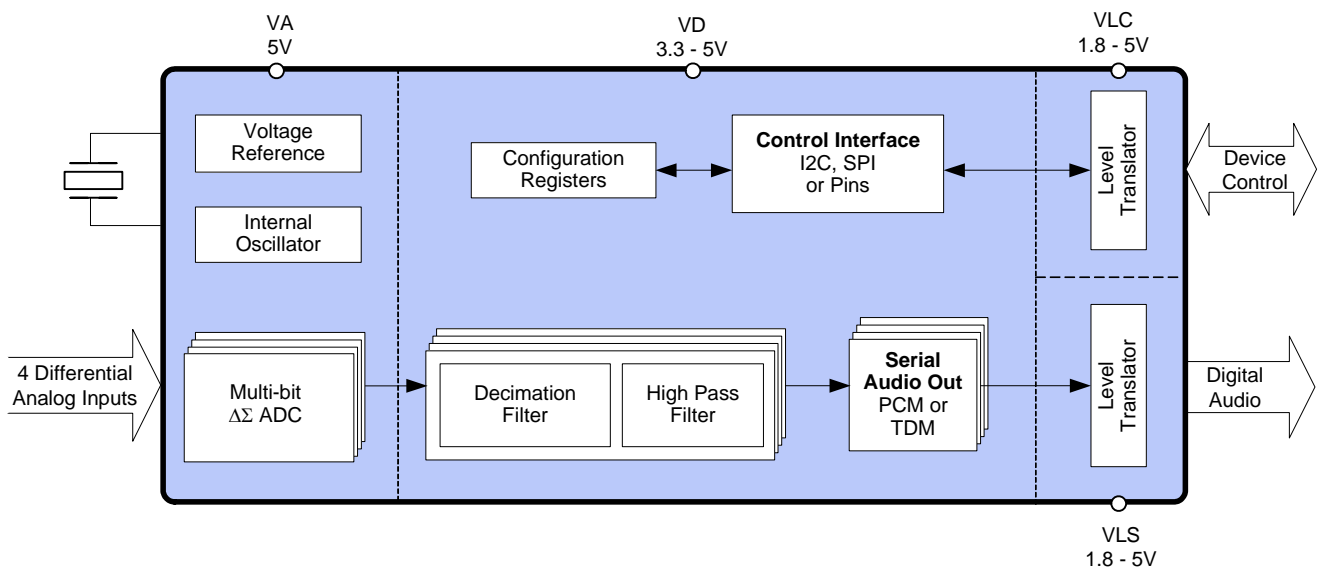 VA
5V
VD
3.3 - 5V
VLC
1.8 - 5V
Voltage
Reference
Internal
Oscillator
Configuration
Registers
Control Interface
I2C, SPI
or Pins
Level
Translator
Device
Control
4 Differential
Analog Inputs
Multi-bit
ΔΣ ADC
Decimation
Filter
High Pass
Filter
Serial
Audio Out
PCM or
TDM
Level
Translator
Digital
Audio
VLS
1.8 - 5V